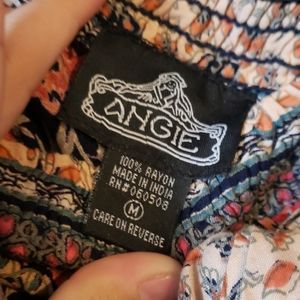 ANGIE
100% RAYON
MADE IN INDIA
RN# 080508
M
CARE ON REVERSE